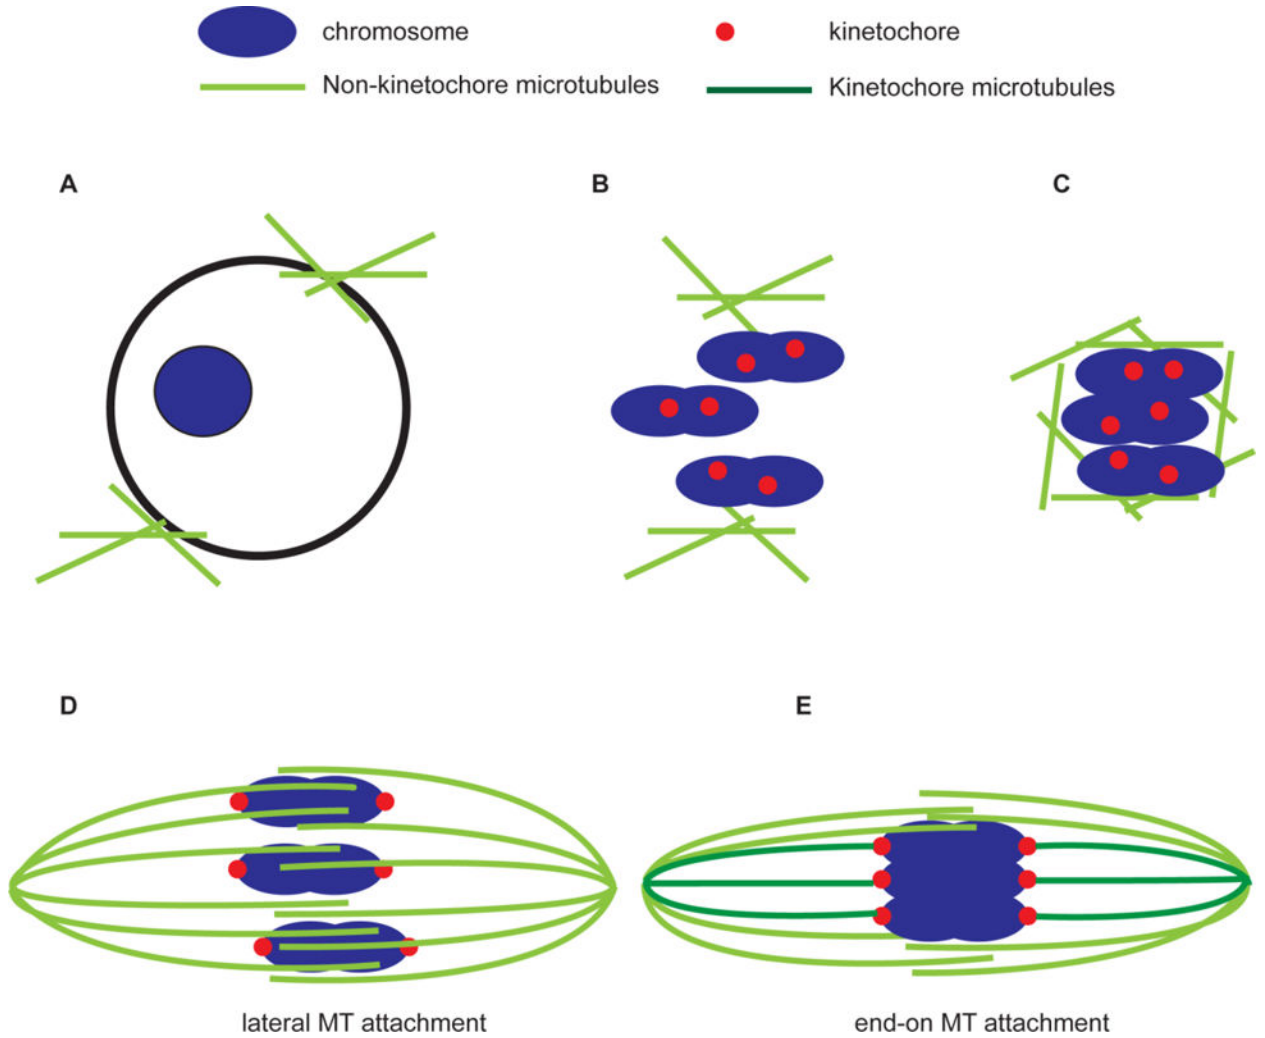 chromosome
kinetochore
Non-kinetochore microtubules
Kinetochore microtubules
A
B
C
D
E
lateral MT attachment
end-on MT attachment